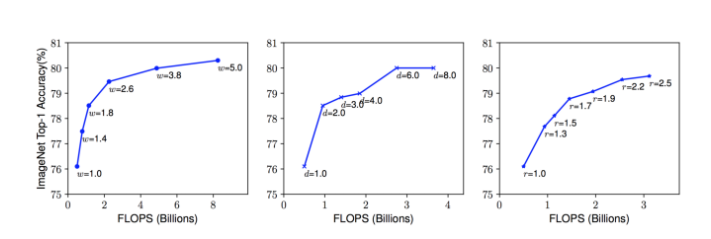 ImageNet Top-1 Accuracy(%)
81
80
79
78
77
76
75
0
2
4
6
8
FLOPS (Billions)
w=1.0
w=1.4
w=1.8
w=2.6
w=3.8
w=5.0
81
80
79
78
77
76
75
0
1
2
3
4
FLOPS (Billions)
d=1.0
d=2.0
d=3.0
d=4.0
d=6.0
d=8.0
81
80
79
78
77
76
75
0
1
2
3
FLOPS (Billions)
r=1.0
r=1.3
r=1.5
r=1.7
r=1.9
r=2.2
r=2.5